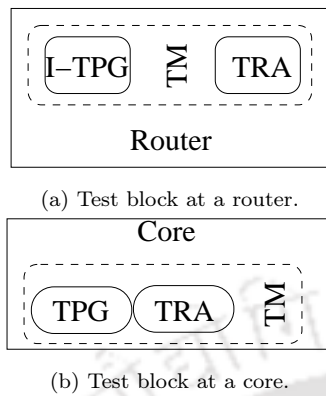 I–TPG TM TRA
Router
(a) Test block at a router.
Core
TPG TRA TM
(b) Test block at a core.